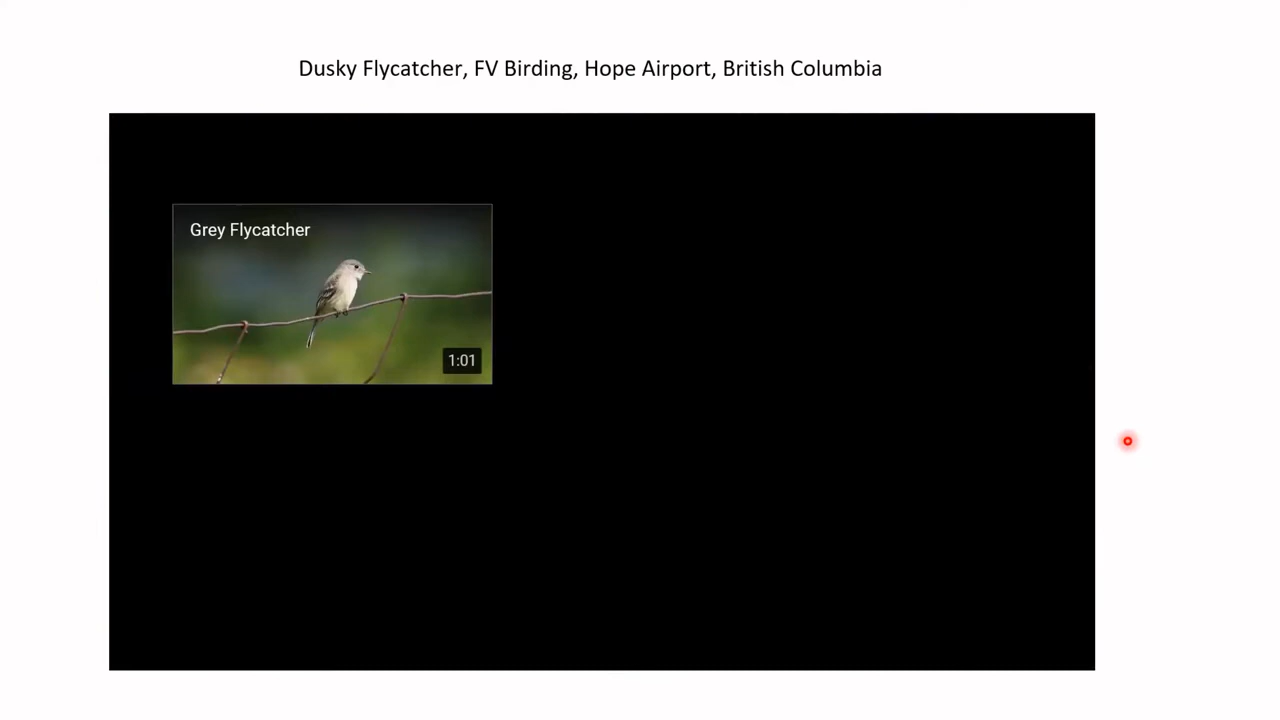 Dusky Flycatcher, FV Birding, Hope Airport, British Columbia
Grey Flycatcher
1:01